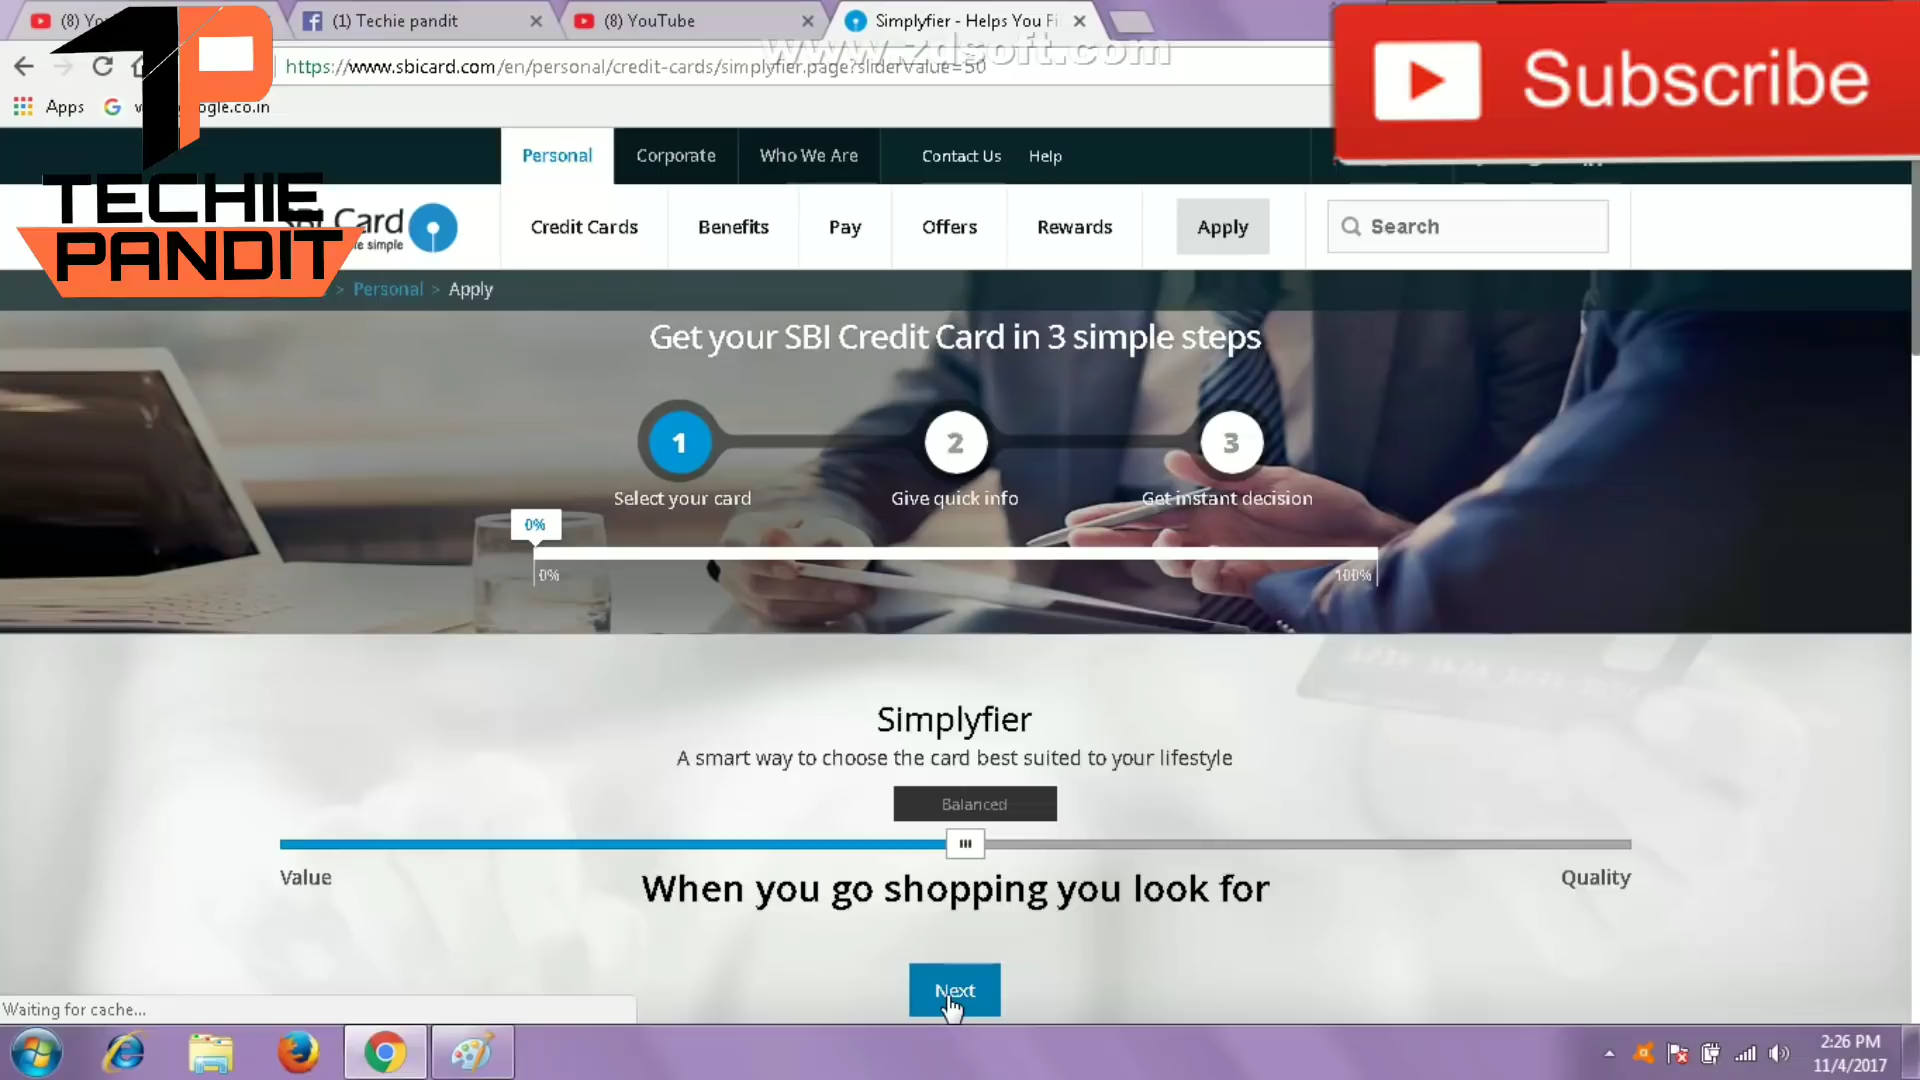 (8) Yo
(1) Techie pandit
(8) YouTube
Simplyfier - Helps You Fi
www.zdsoft.com
https://www.sbicard.com/en/personal/credit-cards/simplyfier.page?sliderValue=50
Subscribe
Apps
ogle.co.in
1P
TECHIE
PANDIT
Personal
Corporate
Who We Are
Contact Us
Help
SBI Card
e simple
Credit Cards
Benefits
Pay
Offers
Rewards
Apply
Search
> Personal > Apply
Get your SBI Credit Card in 3 simple steps
1
2
3
Select your card
Give quick info
Get instant decision
0%
0%
100%
Simplyfier
A smart way to choose the card best suited to your lifestyle
Balanced
Value
Quality
When you go shopping you look for
Next
Waiting for cache...
2:26 PM
11/4/2017